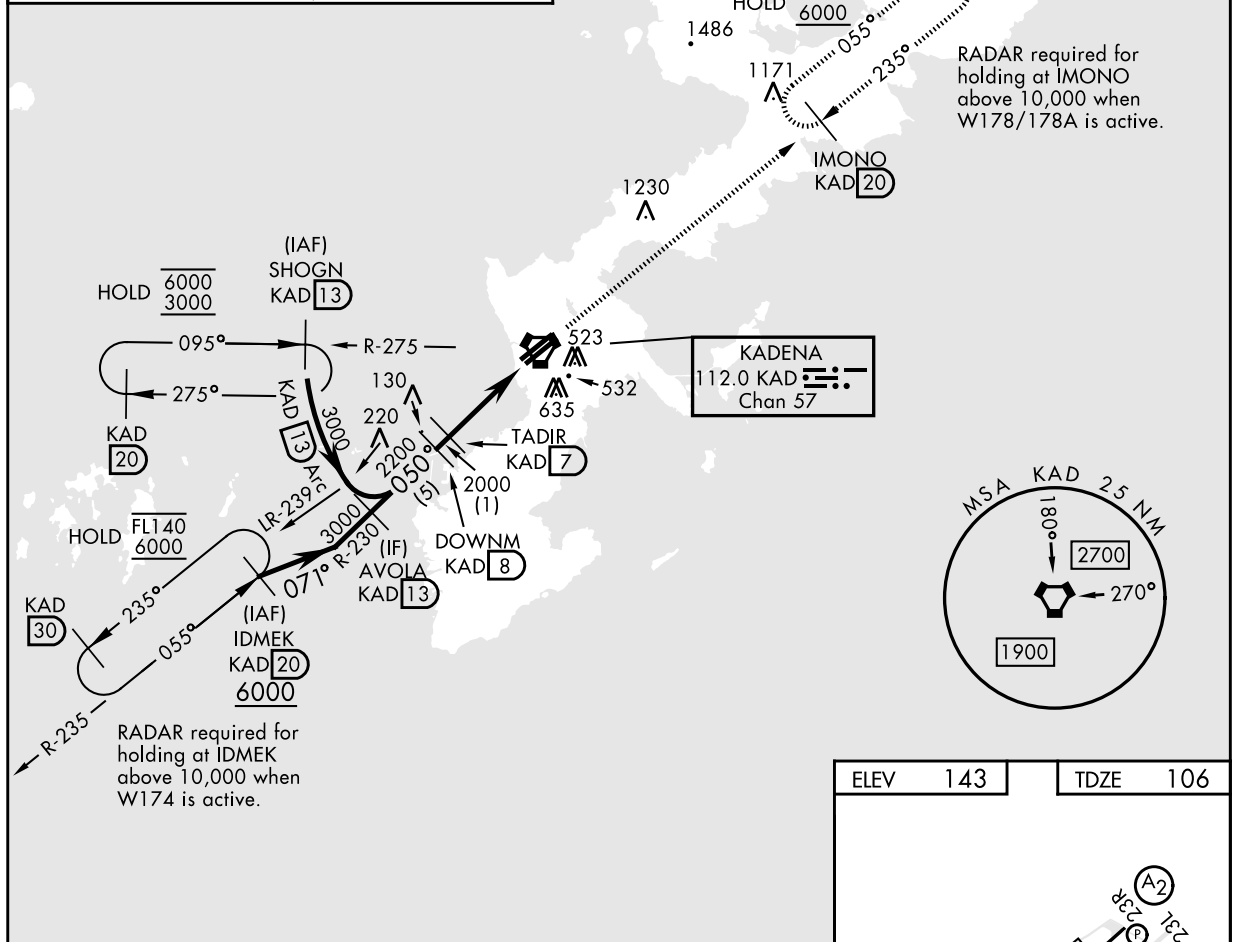 HOLD 6000
1486
055°
235°
1171
RADAR required for
holding at IMONO
above 10,000 when
W178/178A is active.
IMONO
KAD 20
1230
(IAF)
SHOGN
KAD 13
HOLD 6000
3000
095°
R-275
275°
KAD
20
KAD 13 Arc
3000
130
220
523
532
635
KADENA
112.0 KAD
Chan 57
TADIR
KAD 7
2200
050°
(5)
2000
(1)
LR-239
DOWNM
KAD 8
HOLD FL140
6000
3000
R-230
071°
(IF)
AVOLA
KAD 13
KAD
30
235°
055°
(IAF)
IDMEK
KAD 20
6000
R-235
RADAR required for
holding at IDMEK
above 10,000 when
W174 is active.
MSA KAD 25 NM
180°
2700
270°
1900
ELEV 143
TDZE 106
A2
23R
23L
P